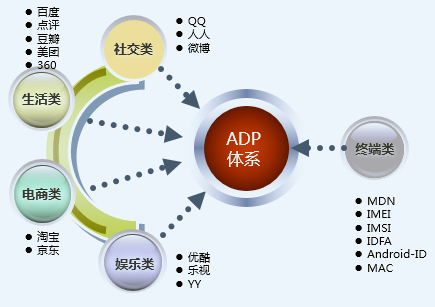 百度
点评
豆瓣
美团
360
生活类
社交类
QQ
人人
微博
ADP
体系
终端类
MDN
IMEI
IMSI
IDFA
Android-ID
MAC
电商类
淘宝
京东
娱乐类
优酷
乐视
YY